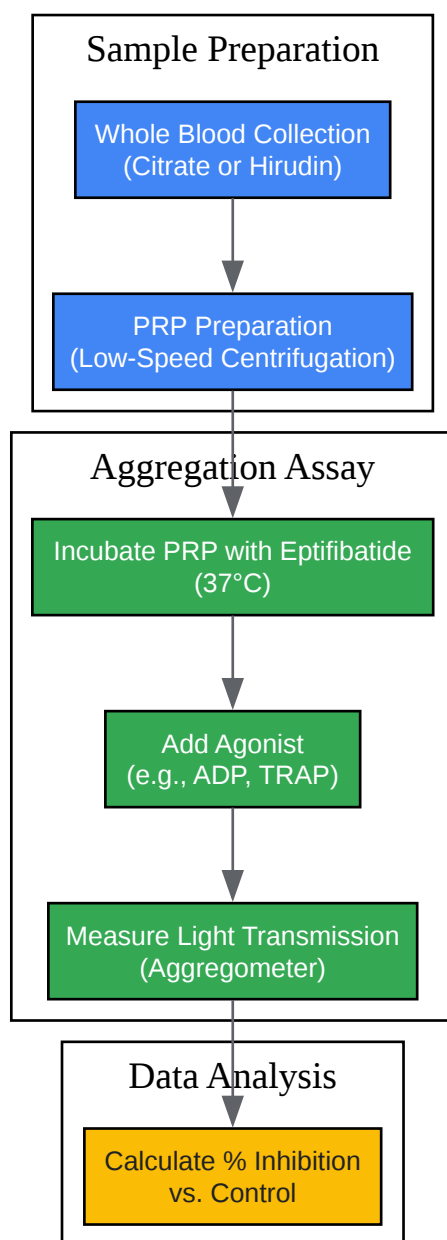 Sample Preparation
Whole Blood Collection
(Citrate or Hirudin)
PRP Preparation
(Low-Speed Centrifugation)
Aggregation Assay
Incubate PRP with Eptifibatide
(37°C)
Add Agonist
(e.g., ADP, TRAP)
Measure Light Transmission
(Aggregometer)
Data Analysis
Calculate % Inhibition
vs. Control